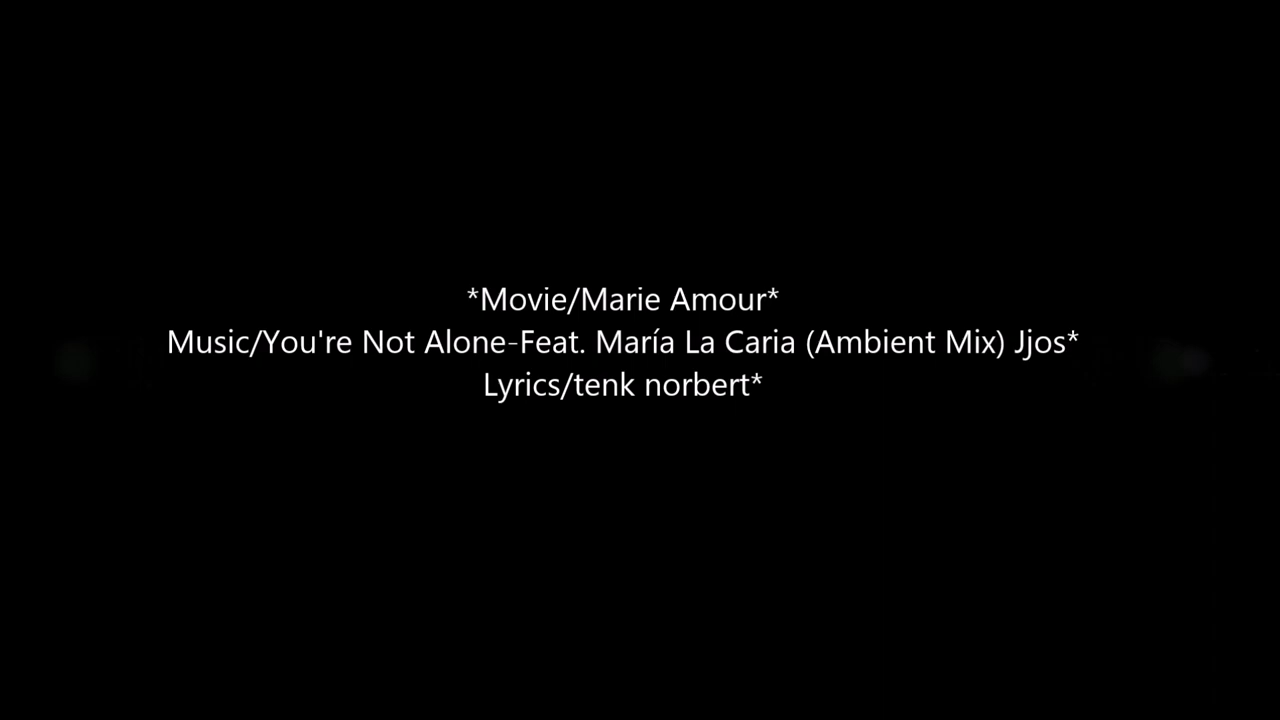 *Movie/Marie Amour*
Music/You're Not Alone-Feat. María La Caria (Ambient Mix) Jjos*
Lyrics/tenk norbert*